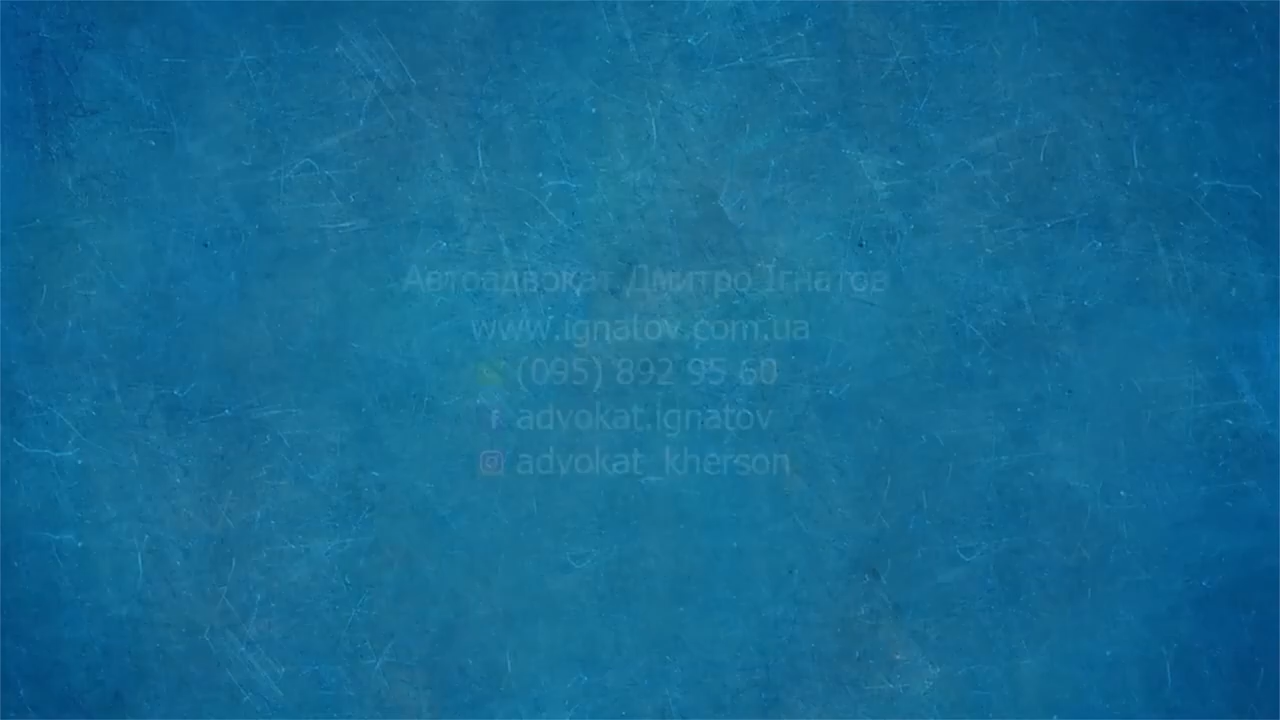 Автоадвокат Дмитро Ігнатов
www.ignatov.com.ua
(095) 892 95 60
advokat.ignatov
advokat_kherson